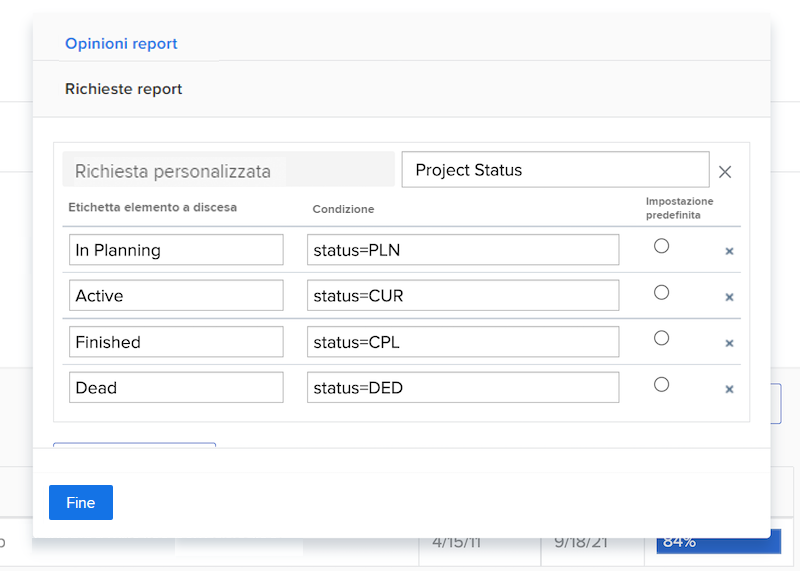 Opinioni report
Richieste report
Richiesta personalizzata
Project Status
Etichetta elemento a discesa
Condizione
Impostazione
predefinita
In Planning
status=PLN
Active
status=CUR
Finished
status=CPL
Dead
status=DED
Fine
4/15/11
9/18/21
84%